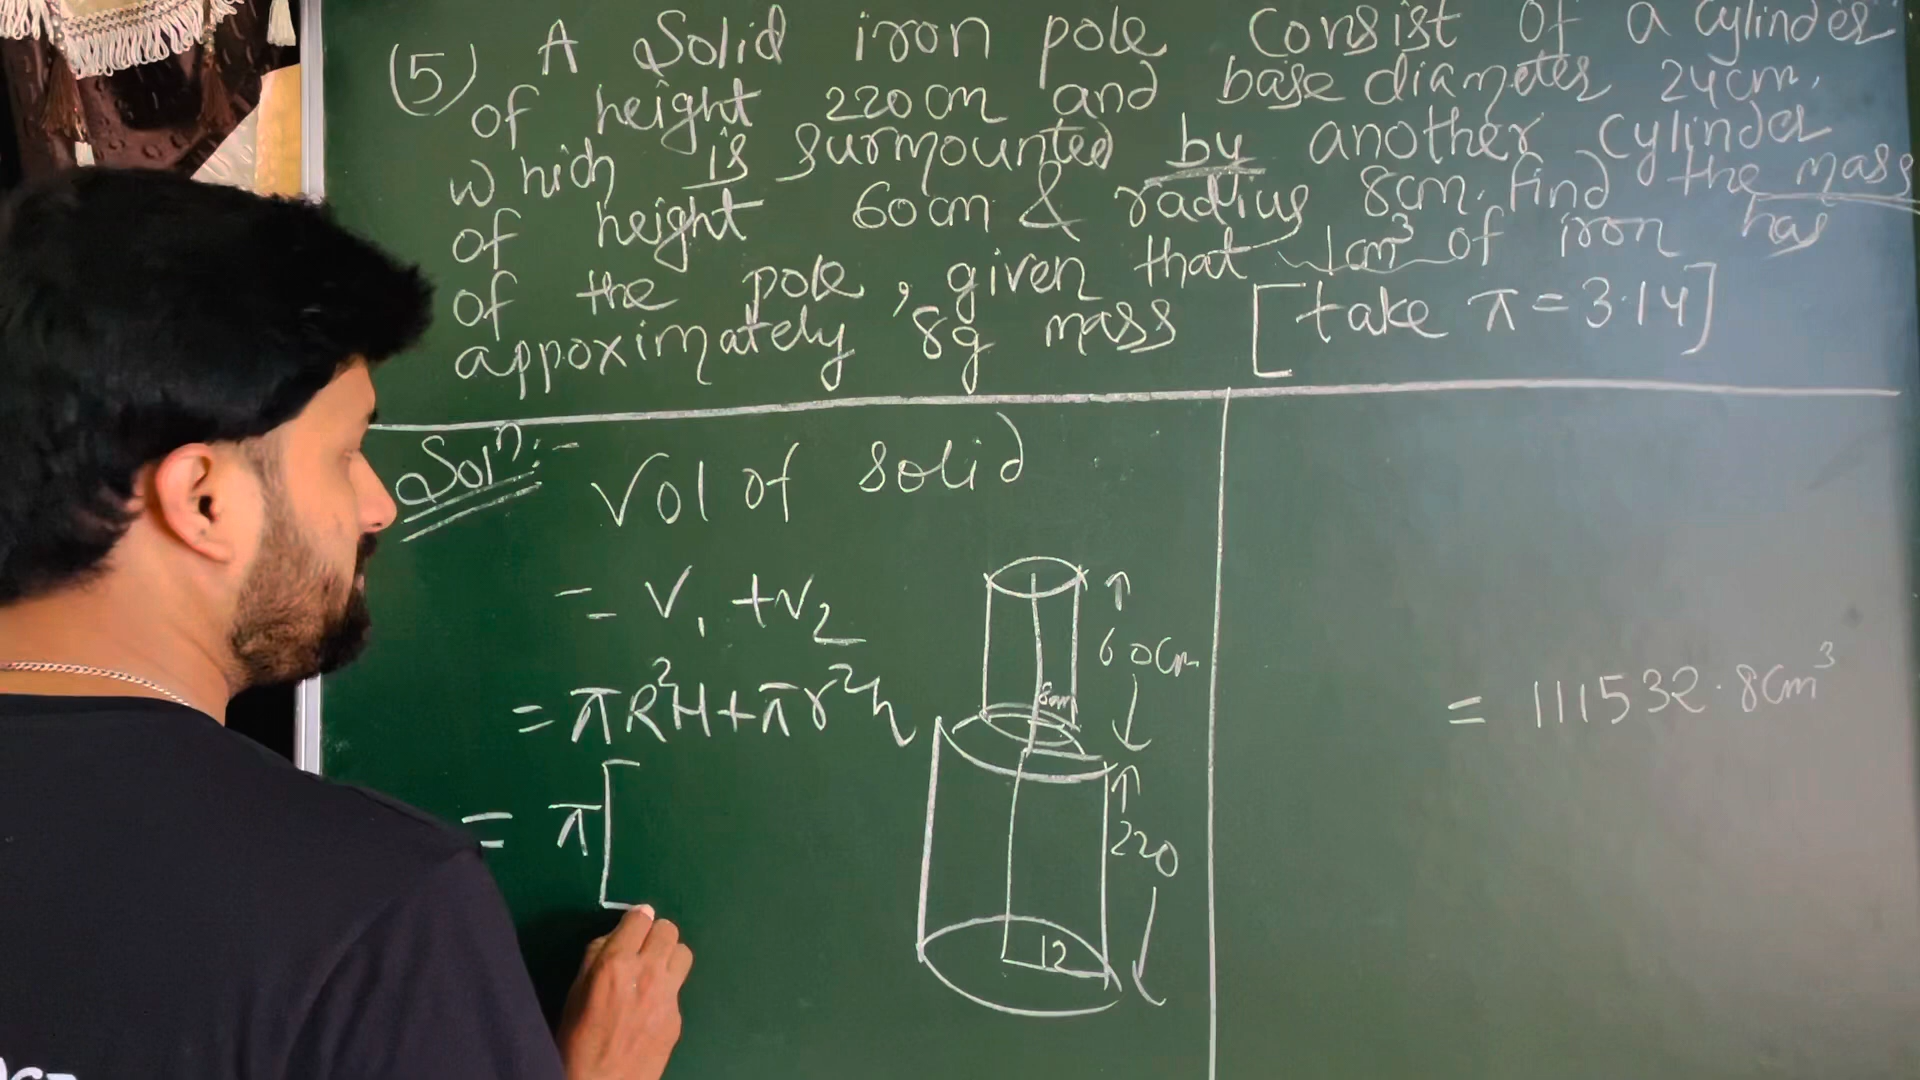 (5) A Solid iron pole consist of a cylinder
of height 220 cm and base diameter 24cm,
which is surmounted by another cylinder
of height 60cm & radius 8cm. find the mass
of the pole, given that 1cm³ of iron has
appoximately 8g mass [take π = 3.14]
Solⁿ:- Vol of solid
= V₁ + V₂
= πR²H + πr²h
= π[
60cm
8cm
220
12
= 111532.8cm³